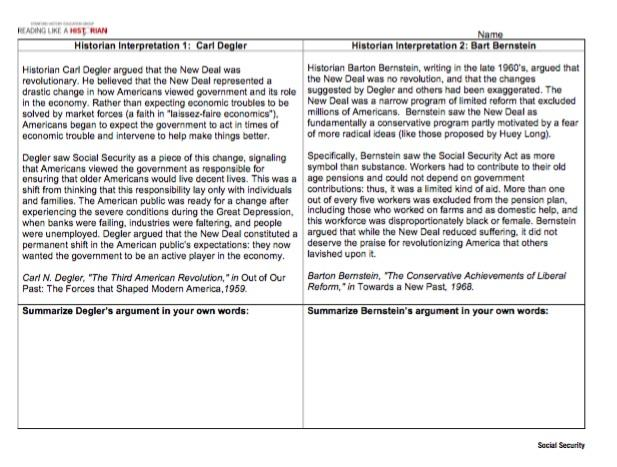 STANFORD HISTORY EDUCATION GROUP
READING LIKE A HISTORIAN
Name
Historian Interpretation 1: Carl Degler
Historian Carl Degler argued that the New Deal was
revolutionary. He believed that the New Deal represented a
drastic change in how Americans viewed government and its role
in the economy. Rather than expecting economic troubles to be
solved by market forces (a faith in "laissez-faire economics"),
Americans began to expect the government to act in times of
economic trouble and intervene to help make things better.
Degler saw Social Security as a piece of this change, signaling
that Americans viewed the government as responsible for
ensuring that older Americans would live decent lives. This was a
shift from thinking that this responsibility lay only with individuals
and families. The American public was ready for a change after
experiencing the severe conditions during the Great Depression,
when banks were failing, industries were faltering, and people
were unemployed. Degler argued that the New Deal constituted a
permanent shift in the American public's expectations: they now
wanted the government to be an active player in the economy.
Carl N. Degler, "The Third American Revolution," in Out of Our
Past: The Forces that Shaped Modern America,1959.
Summarize Degler's argument in your own words:
Historian Interpretation 2: Bart Bernstein
Historian Barton Bernstein, writing in the late 1960's, argued that
the New Deal was no revolution, and that the changes
suggested by Degler and others had been exaggerated. The
New Deal was a narrow program of limited reform that excluded
millions of Americans. Bernstein saw the New Deal as
fundamentally a conservative program partly motivated by a fear
of more radical ideas (like those proposed by Huey Long).
Specifically, Bernstein saw the Social Security Act as more
symbol than substance. Workers had to contribute to their old
age pensions and could not depend on government
contributions: thus, it was a limited kind of aid. More than one
out of every five workers was excluded from the pension plan,
including those who worked on farms and as domestic help, and
this workforce was disproportionately black or female. Bernstein
argued that while the New Deal reduced suffering, it did not
deserve the praise for revolutionizing America that others
lavished upon it.
Barton Bernstein, "The Conservative Achievements of Liberal
Reform," in Towards a New Past, 1968.
Summarize Bernstein's argument in your own words:
Social Security